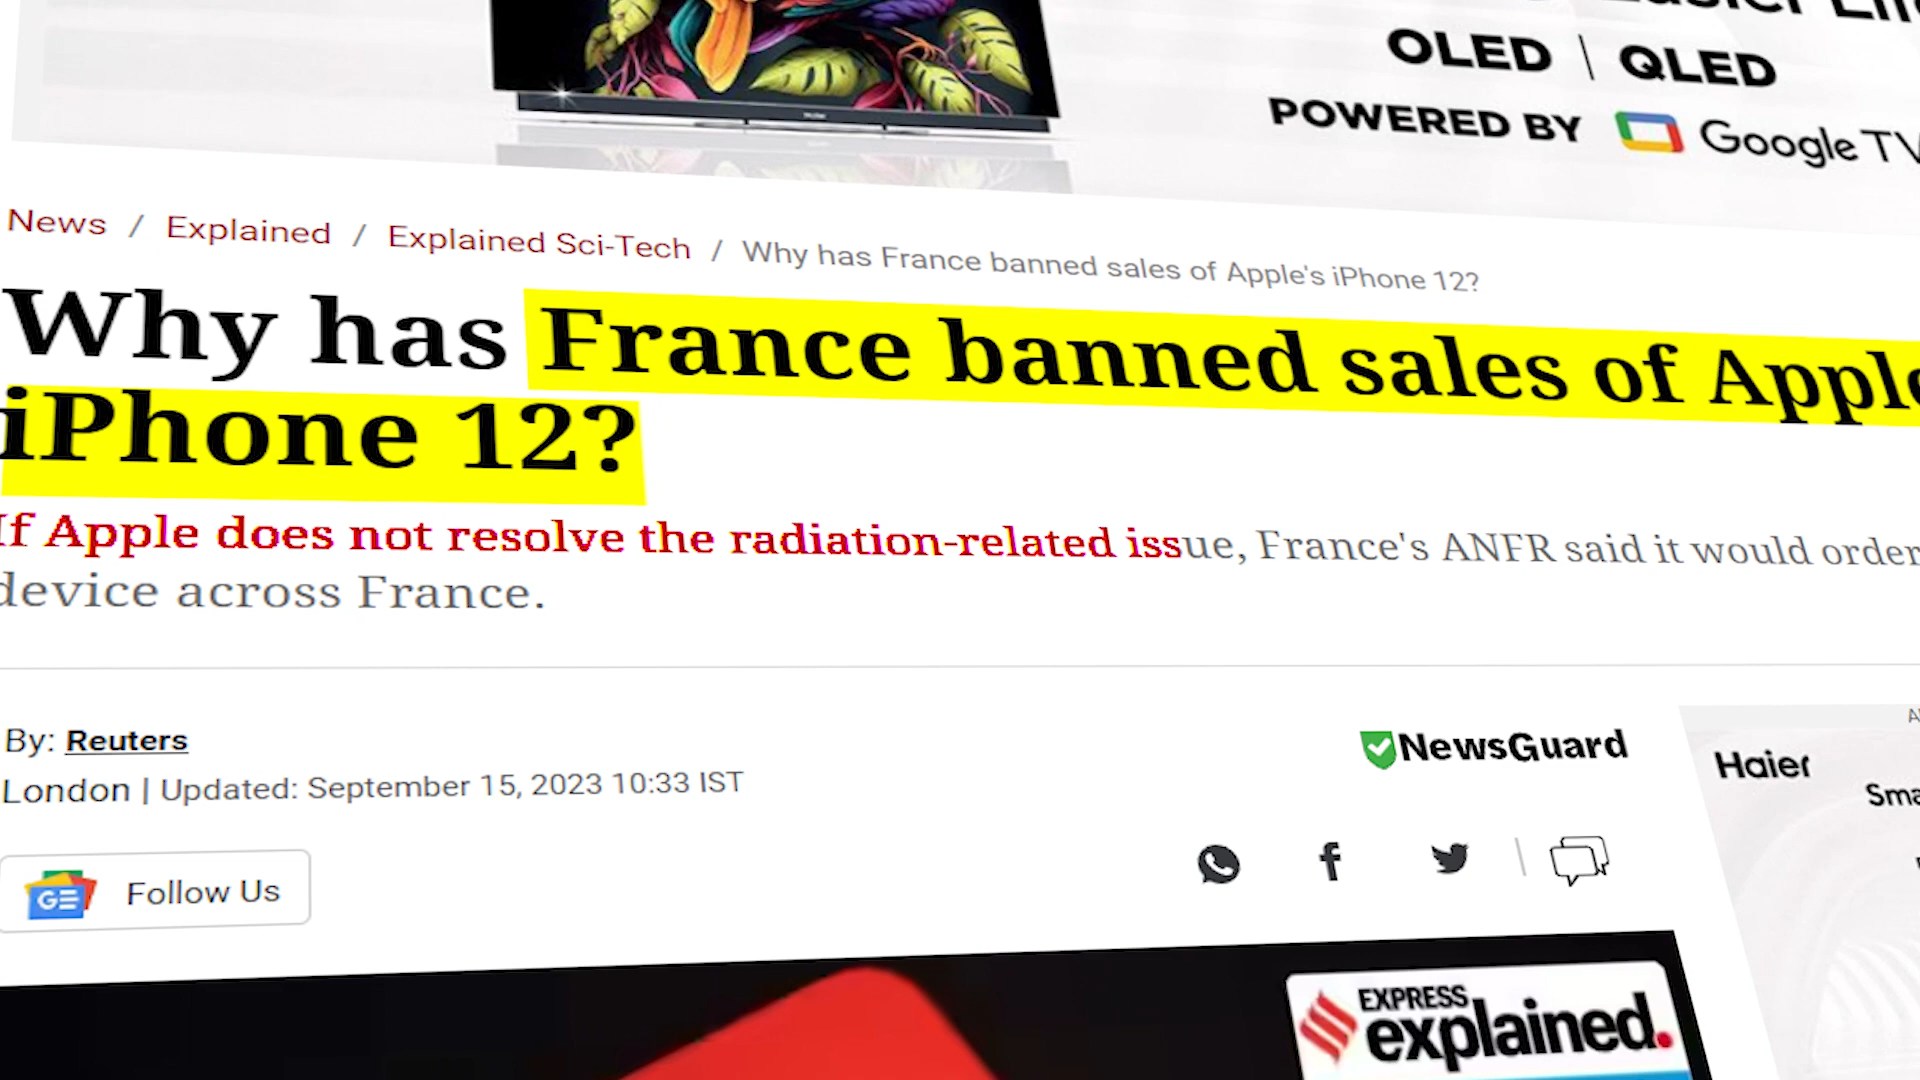 OLED | QLED
POWERED BY Google TV
News / Explained / Explained Sci-Tech / Why has France banned sales of Apple's iPhone 12?
Why has France banned sales of Apple
iPhone 12?
If Apple does not resolve the radiation-related issue, France's ANFR said it would order
device across France.
By: Reuters
London | Updated: September 15, 2023 10:33 IST
NewsGuard
Haier
GE Follow Us
EXPRESS
explained.